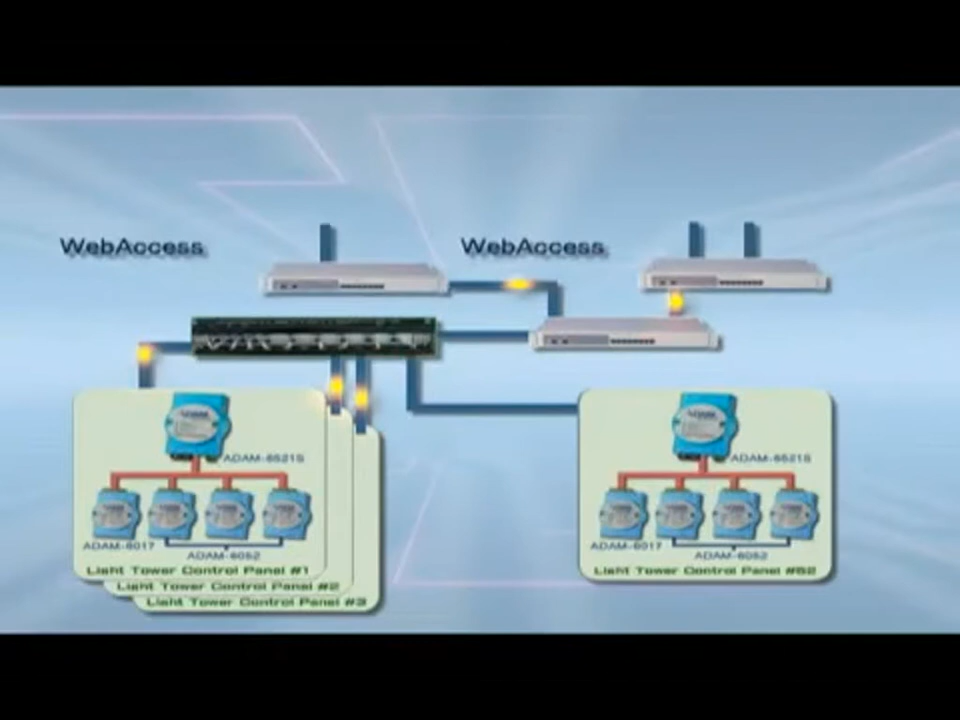 WebAccess
WebAccess
ADAM-6521S
ADAM-6017
ADAM-6052
Light Tower Control Panel #1
Light Tower Control Panel #2
Light Tower Control Panel #3
ADAM-6521S
ADAM-6017
ADAM-6052
Light Tower Control Panel #52